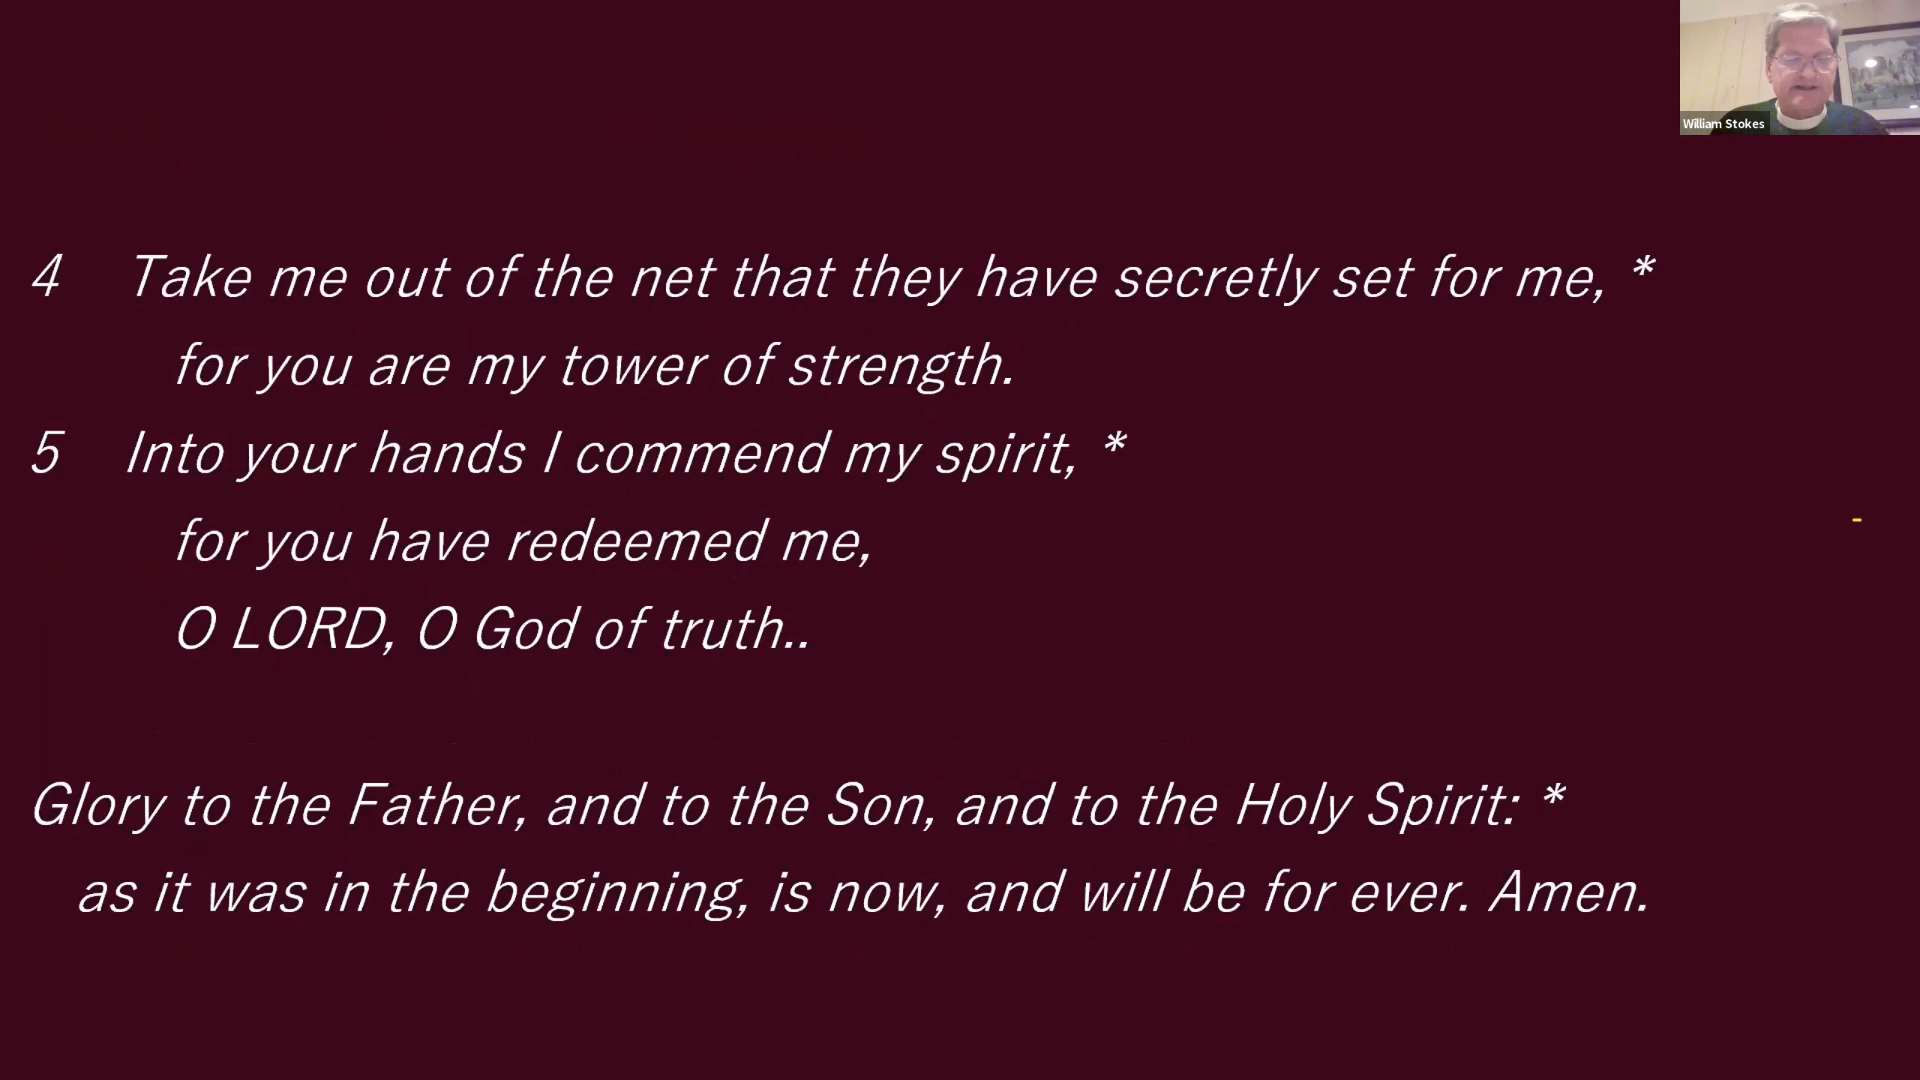 William Stokes
4 Take me out of the net that they have secretly set for me, *
for you are my tower of strength.
5 Into your hands I commend my spirit, *
for you have redeemed me,
O LORD, O God of truth..
Glory to the Father, and to the Son, and to the Holy Spirit: *
as it was in the beginning, is now, and will be for ever. Amen.
-